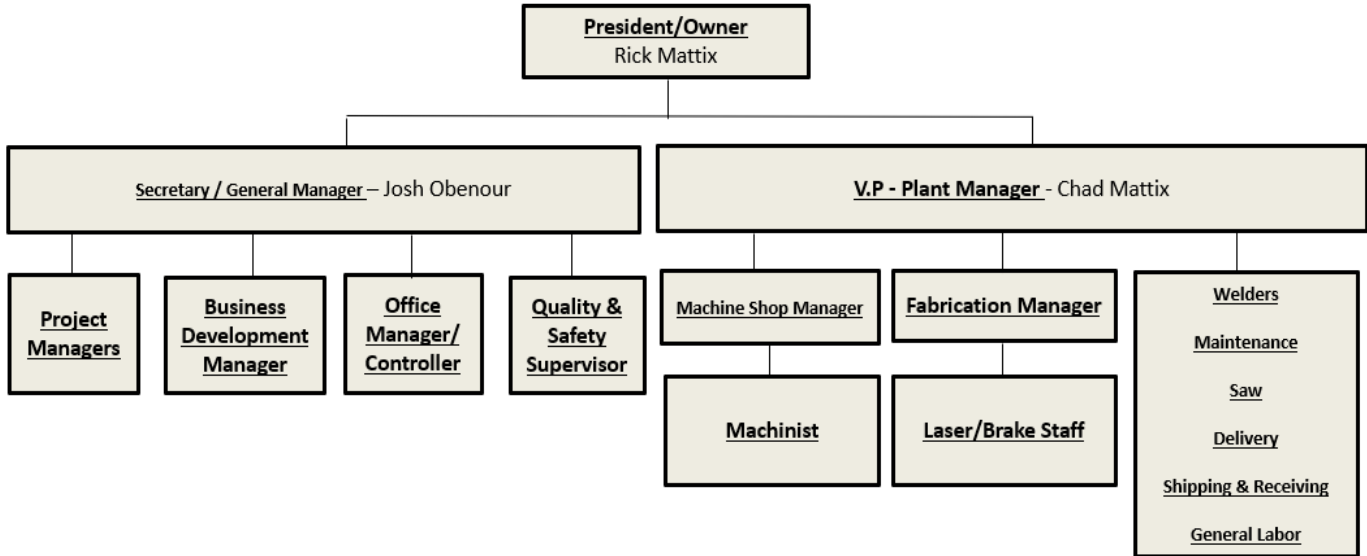 President/Owner
Rick Mattix
Secretary / General Manager – Josh Obenour
V.P - Plant Manager - Chad Mattix
Project
Managers
Business
Development
Manager
Office
Manager/
Controller
Quality &
Safety
Supervisor
Machine Shop Manager
Machinist
Fabrication Manager
Laser/Brake Staff
Welders
Maintenance
Saw
Delivery
Shipping & Receiving
General Labor